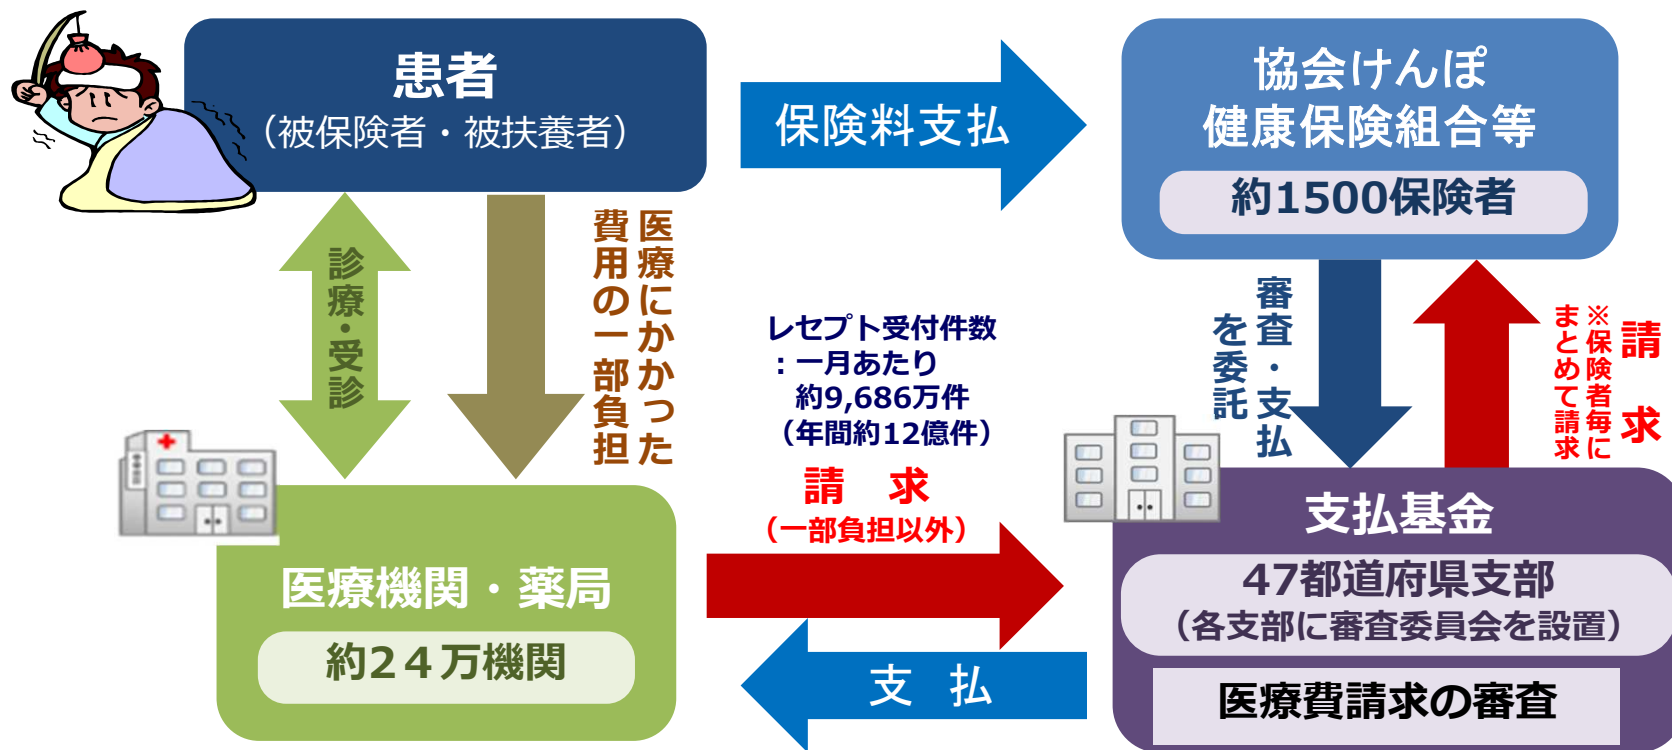 患者
（被保険者・被扶養者）
保険料支払
協会けんぽ
健康保険組合等
約1500保険者
診療・受診
医療にかかった
費用の一部負担
レセプト受付件数
：一月あたり
約9,686万件
（年間約12億件）
請　求
（一部負担以外）
審査・支払
を委託
請　求
※保険者毎に
まとめて請求
医療機関・薬局
約２４万機関
支　払
支払基金
47都道府県支部
（各支部に審査委員会を設置）
医療費請求の審査